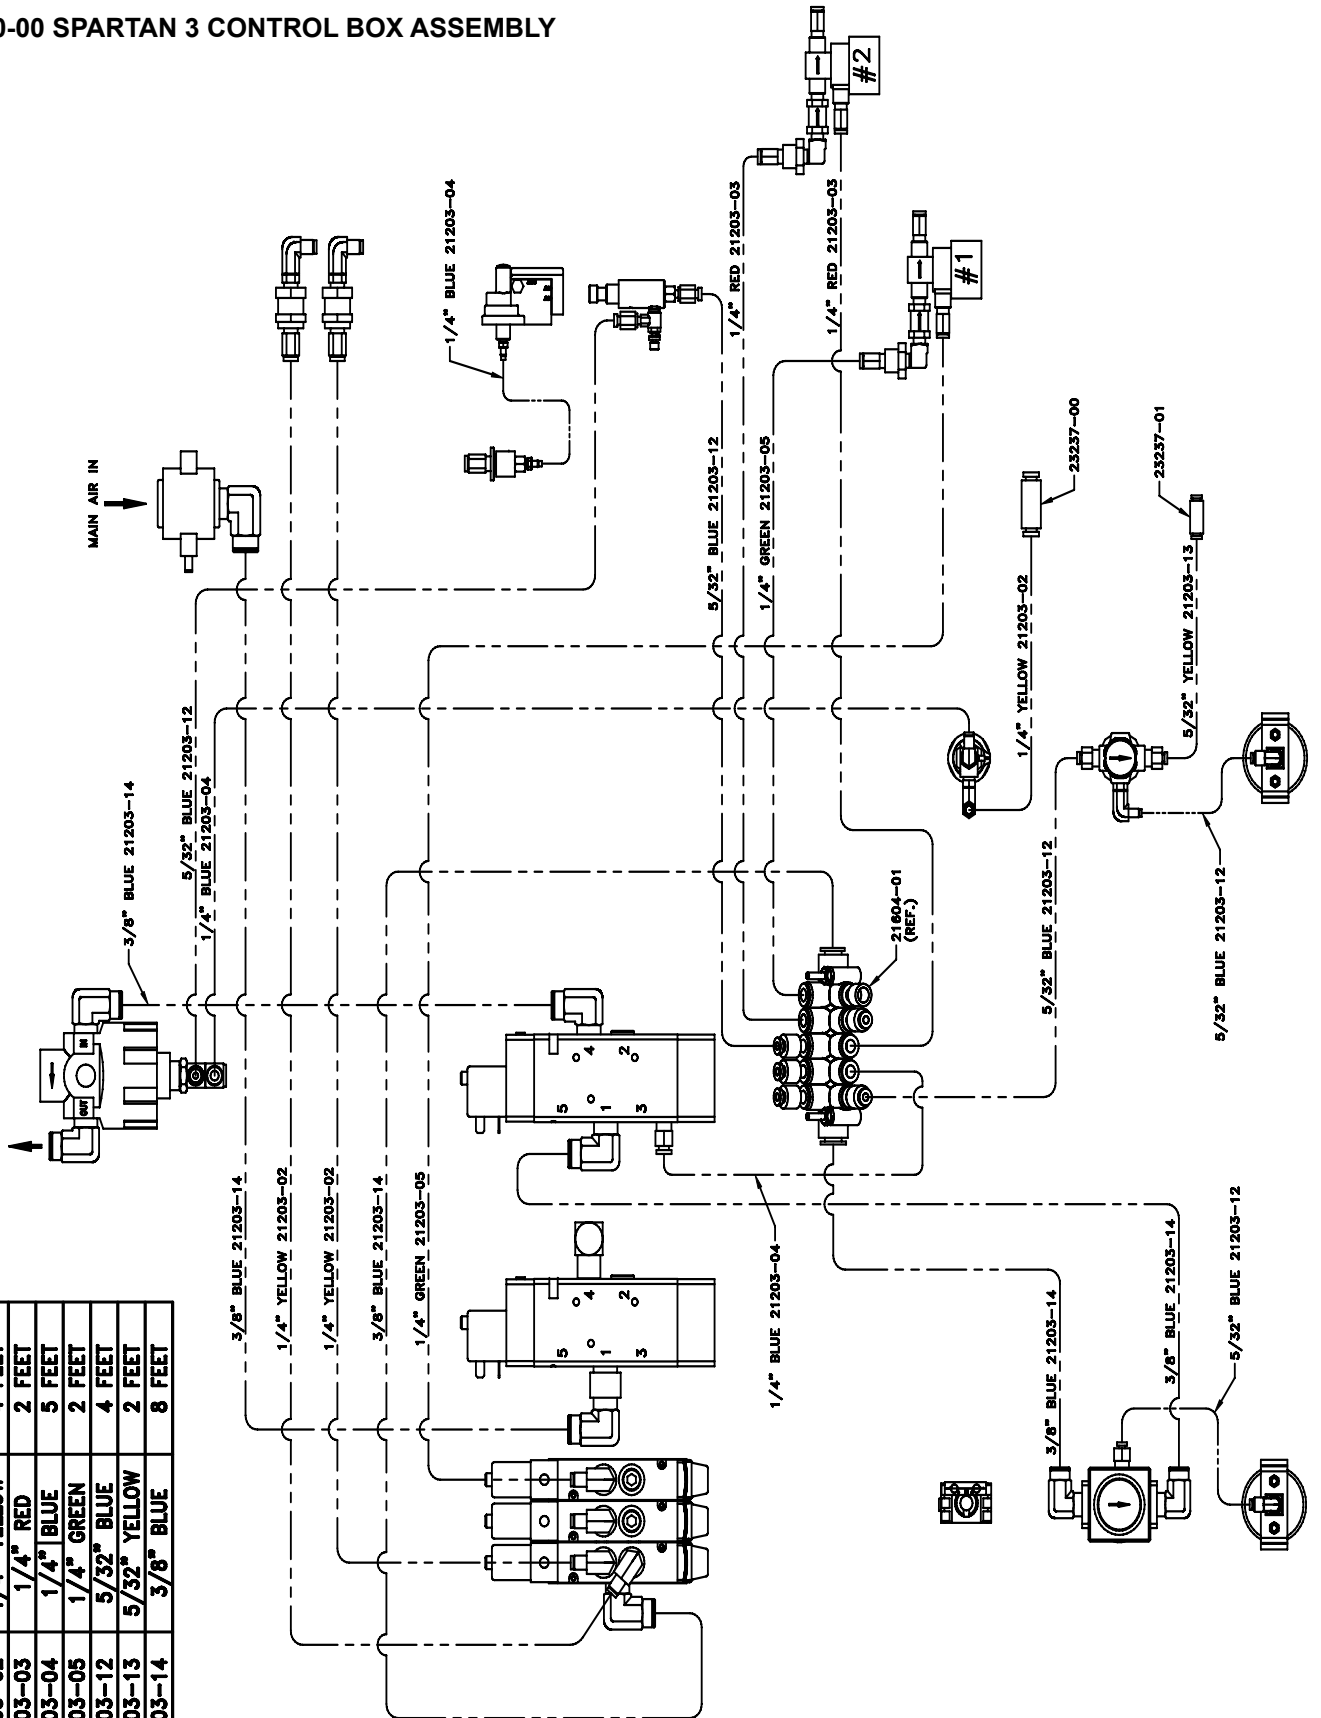 0-00 SPARTAN 3 CONTROL BOX ASSEMBLY
#2
#1
1/4" BLUE 21203-04
1/4" RED 21203-03
1/4" RED 21203-03
MAIN AIR IN
5/32" BLUE 21203-12
1/4" GREEN 21203-05
23237-00
23237-01
1/4" YELLOW 21203-02
5/32" YELLOW 21203-13
3/8" BLUE 21203-14
5/32" BLUE 21203-12
1/4" BLUE 21203-04
IN
OUT
21604-01
(REF.)
5/32" BLUE 21203-12
5/32" BLUE 21203-12
5 1 3
4 2
3/8" BLUE 21203-14
1/4" YELLOW 21203-02
1/4" YELLOW 21203-02
3/8" BLUE 21203-14
1/4" GREEN 21203-05
1/4" BLUE 21203-04
5 1 3
4 2
3/8" BLUE 21203-14
3/8" BLUE 21203-14
5/32" BLUE 21203-12
03-03 1/4" RED 2 FEET
03-04 1/4" BLUE 5 FEET
03-05 1/4" GREEN 2 FEET
03-12 5/32" BLUE 4 FEET
03-13 5/32" YELLOW 2 FEET
03-14 3/8" BLUE 8 FEET